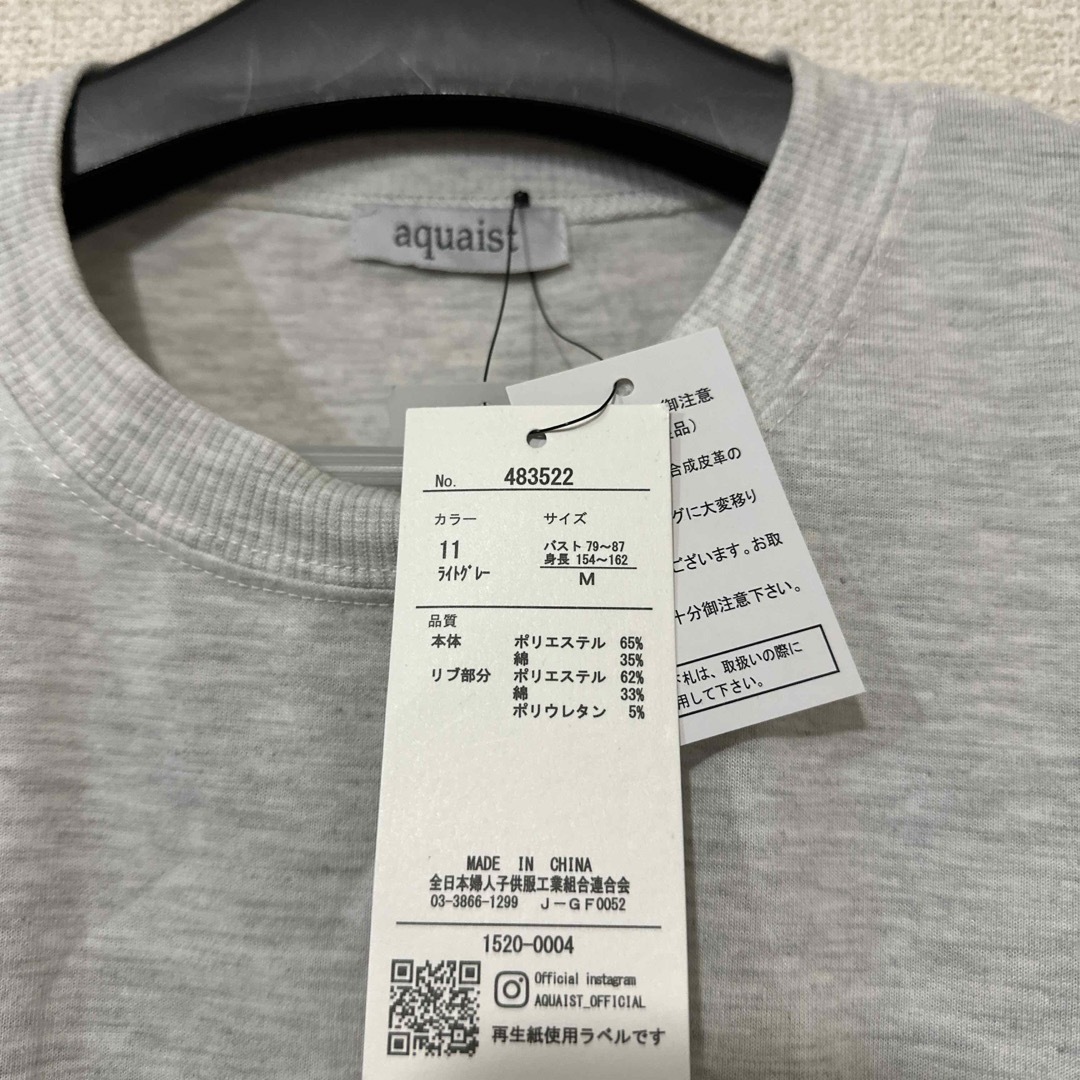 aquaist
No. 483522
カラー サイズ
11 バスト 79～87
ﾗｲﾄｸﾞﾚｰ 身長 154～162
M
品質
本体 ポリエステル 65%
綿 35%
リブ部分 ポリエステル 62%
綿 33%
ポリウレタン 5%
MADE IN CHINA
全日本婦人子供服工業組合連合会
03-3866-1299 J-GF0052
1520-0004
Official instagram
AQUAIST_OFFICIAL
再生紙使用ラベルです
御注意
品）
合成皮革の
グに大変移り
ございます。お取
十分御注意下さい。
下札は、取扱いの際に
用して下さい。